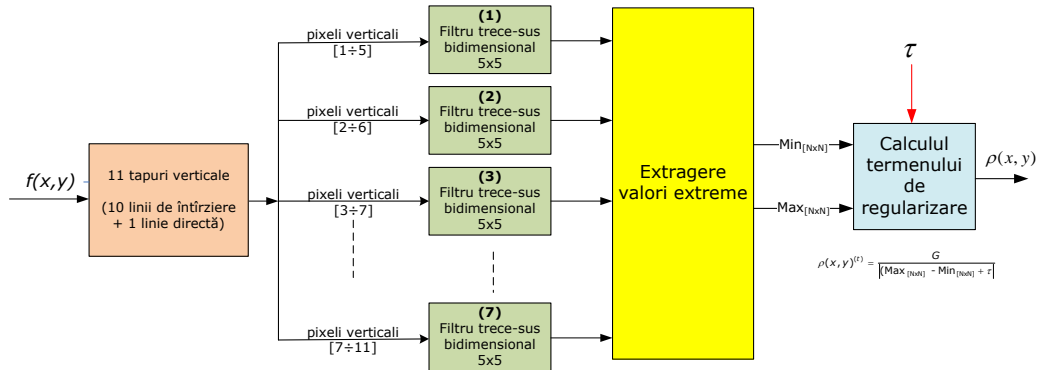 f(x,y)
11 tapuri verticale
(10 linii de întîrziere
+ 1 linie directă)
pixeli verticali
[1÷5]
(1)
Filtru trece-sus
bidimensional
5x5
pixeli verticali
[2÷6]
(2)
Filtru trece-sus
bidimensional
5x5
pixeli verticali
[3÷7]
(3)
Filtru trece-sus
bidimensional
5x5
pixeli verticali
[7÷11]
(7)
Filtru trece-sus
bidimensional
5x5
Extragere
valori extreme
Min[NxN]
Max[NxN]
τ
Calculul
termenului
de
regularizare
ρ(x, y)
ρ(x,y)^(t) = G / |(Max[NxN] - Min[NxN] + τ|